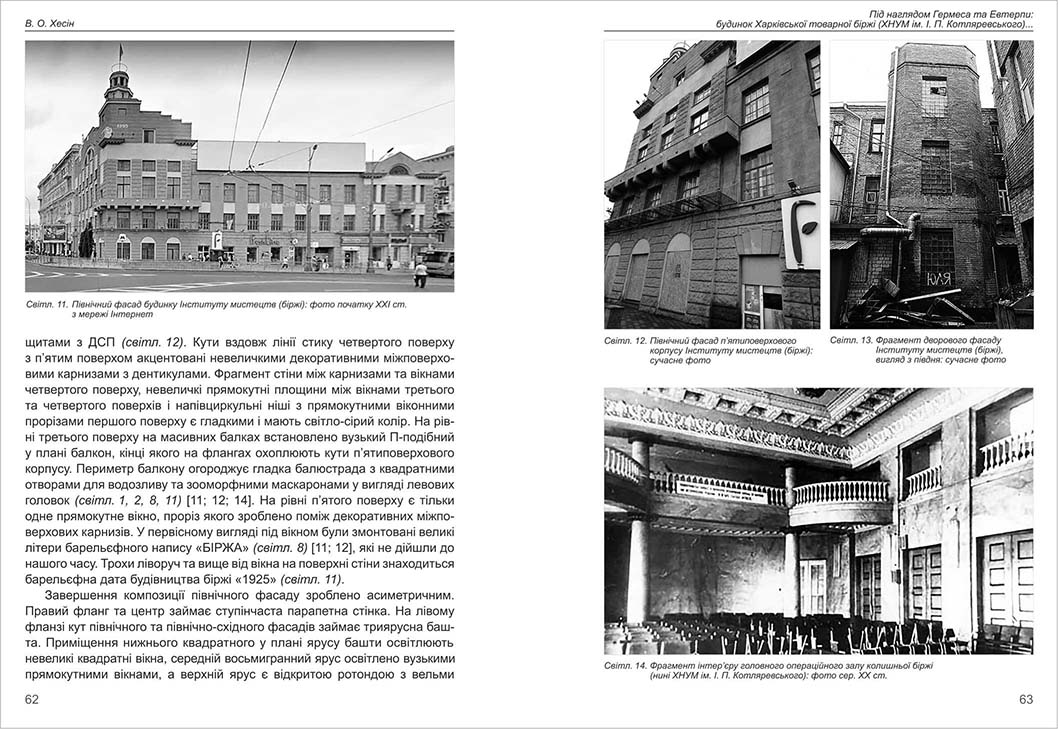 В. О. Хесін
Світл. 11. Північний фасад будинку Інституту мистецтв (біржі): фото початку XXI ст.
з мережі Інтернет
щитами з ДСП (світл. 12). Кути вздовж лінії стику четвертого поверху
з п’ятим поверхом акцентовані невеличкими декоративними міжповерхо-
вими карнизами з дентикулами. Фрагмент стіни між карнизами та вікнами
четвертого поверху, невеличкі прямокутні площини між вікнами третього
та четвертого поверхів і напівциркульні ніші з прямокутними віконними
прорізами першого поверху є гладкими і мають світло-сірий колір. На рів-
ні третього поверху на масивних балках встановлено вузький П-подібний
у плані балкон, кінці якого на флангах охоплюють кути п’ятиповерхового
корпусу. Периметр балкону огороджує гладка балюстрада з квадратними
отворами для водозливу та зооморфними маскаронами у вигляді левових
головок (світл. 1, 2, 8, 11) [11; 12; 14]. На рівні п’ятого поверху є тільки
одне прямокутне вікно, проріз якого зроблено поміж декоративних міжпо-
верхових карнизів. У первісному вигляді під вікном були змонтовані великі
літери барельєфного напису «БІРЖА» (світл. 8) [11; 12], які не дійшли до
нашого часу. Трохи ліворуч та вище від вікна на поверхні стіни знаходиться
барельєфна дата будівництва біржі «1925» (світл. 11).
Завершення композиції північного фасаду зроблено асиметричним.
Правий фланг та центр займає ступінчаста парапетна стінка. На лівому
фланзі кут північного та північно-східного фасадів займає триярусна баш-
та. Приміщення нижнього квадратного у плані ярусу башти освітлюють
невеликі квадратні вікна, середній восьмигранний ярус освітлено вузькими
прямокутними вікнами, а верхній ярус є відкритою ротондою з вельми
62
Під наглядом Гермеса та Евтерпи:
будинок Харківської товарної біржі (ХНУМ ім. І. П. Котляревського)...
Світл. 12. Північний фасад п’ятиповерхового
корпусу Інституту мистецтв (біржі):
сучасне фото
Світл. 13. Фрагмент дворового фасаду
Інституту мистецтв (біржі),
вигляд з півдня: сучасне фото
Світл. 14. Фрагмент інтер’єру головного операційного залу колишньої біржі
(нині ХНУМ ім. І. П. Котляревського): фото сер. XX ст.
63